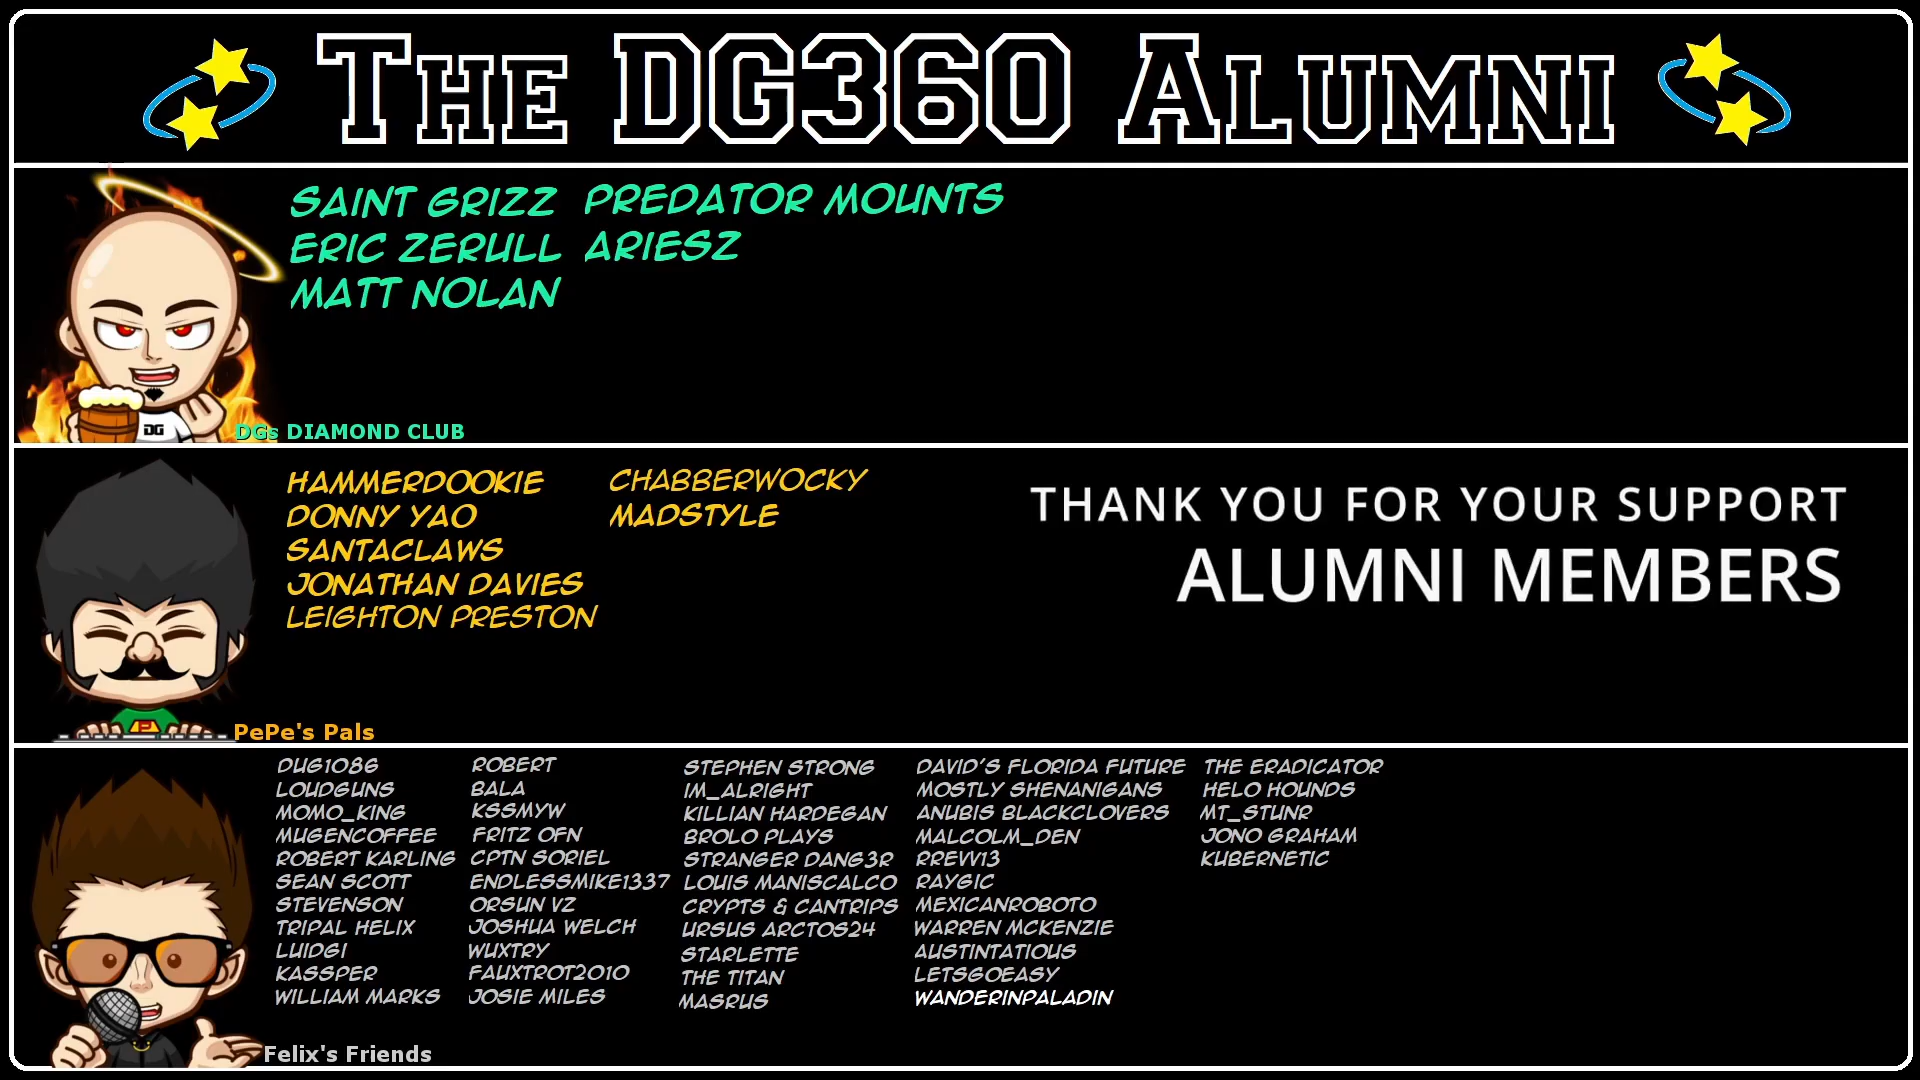 THE DG360 ALUMNI
SAINT GRIZZ
ERIC ZERULL
MATT NOLAN
PREDATOR MOUNTS
ARIESZ
DG
DGs DIAMOND CLUB
HAMMERDOOKIE
DONNY YAO
SANTACLAWS
JONATHAN DAVIES
LEIGHTON PRESTON
CHABBERWOCKY
MADSTYLE
THANK YOU FOR YOUR SUPPORT
ALUMNI MEMBERS
P
PePe's Pals
DUG1086
LOUDGUNS
MOMO_KING
MUGENCOFFEE
ROBERT KARLING
SEAN SCOTT
STEVENSON
TRIPAL HELIX
LUIDGI
KASSPER
WILLIAM MARKS
ROBERT
BALA
KSSMYW
FRITZ OFN
CPTN SORIEL
ENDLESSMIKE1337
ORSUN VZ
JOSHUA WELCH
WUXTRY
FAUXTROT2010
JOSIE MILES
STEPHEN STRONG
IM_ALRIGHT
KILLIAN HARDEGAN
BROLO PLAYS
STRANGER DANG3R
LOUIS MANISCALCO
CRYPTS & CANTRIPS
URSUS ARCTOS24
STARLETTE
THE TITAN
MASRUS
DAVID'S FLORIDA FUTURE
MOSTLY SHENANIGANS
ANUBIS BLACKCLOVERS
MALCOLM_DEN
RREVV13
RAYGIC
MEXICANROBOTO
WARREN MCKENZIE
AUSTINTATIOUS
LETSGOEASY
WANDERINPALADIN
THE ERADICATOR
HELO HOUNDS
MT_STUNR
JONO GRAHAM
KUBERNETIC
Felix's Friends